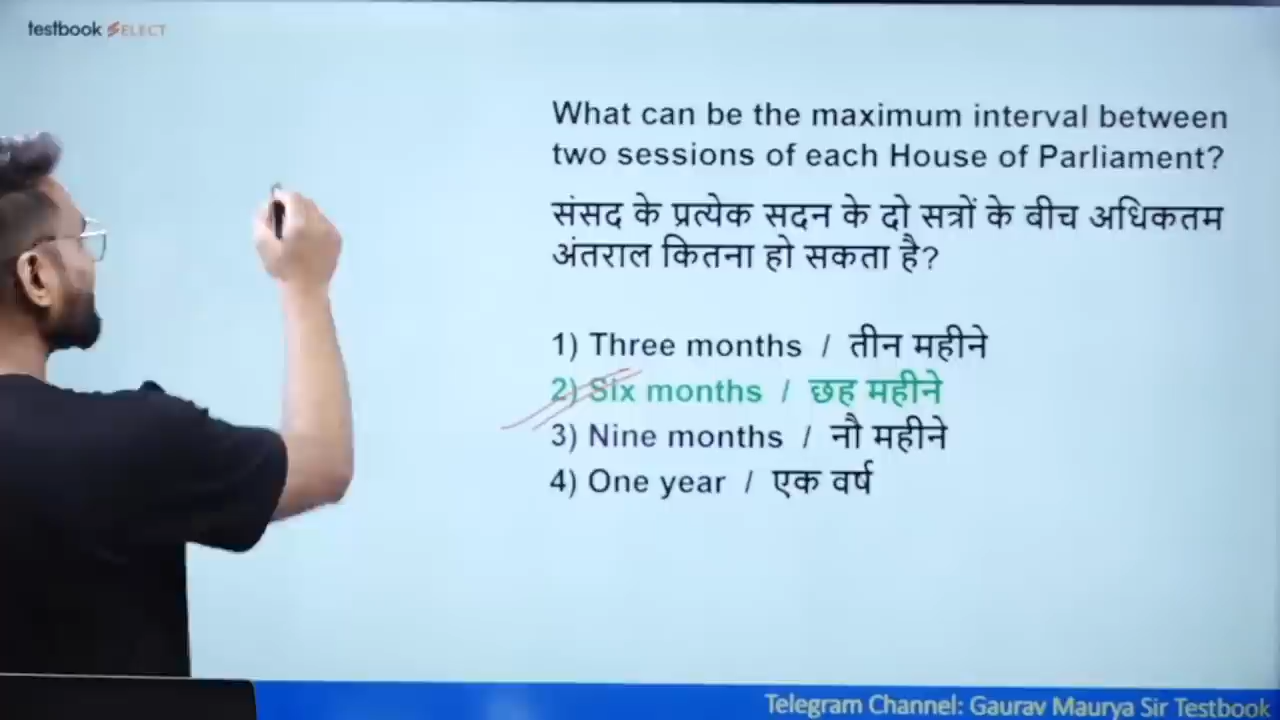 testbook SELECT
What can be the maximum interval between
two sessions of each House of Parliament?
संसद के प्रत्येक सदन के दो सत्रों के बीच अधिकतम
अंतराल कितना हो सकता है?
1) Three months / तीन महीने
2) Six months / छह महीने
3) Nine months / नौ महीने
4) One year / एक वर्ष
Telegram Channel: Gaurav Maurya Sir Testbook